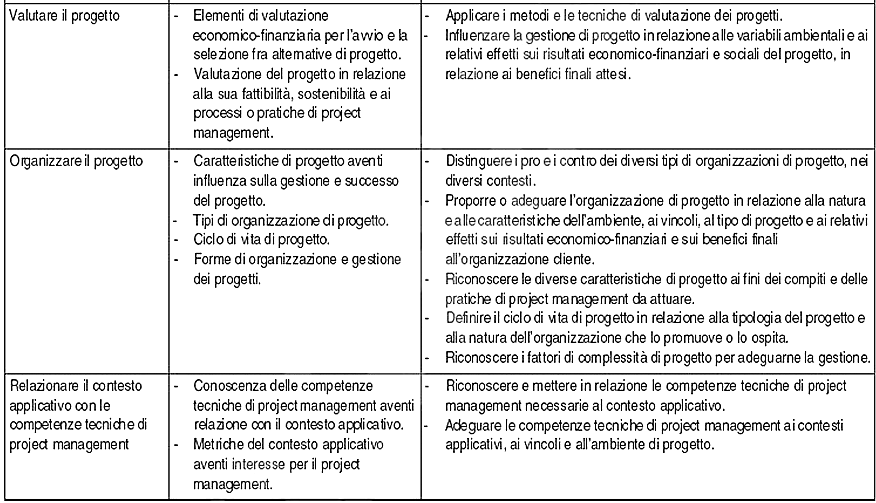 Valutare il progetto
- Elementi di valutazione
economico-finanziaria per l'avvio e la
selezione fra alternative di progetto.
- Valutazione del progetto in relazione
alla sua fattibilità, sostenibilità e ai
processi o pratiche di project
management.
- Applicare i metodi e le tecniche di valutazione dei progetti.
- Influenzare la gestione di progetto in relazione alle variabili ambientali e ai
relativi effetti sui risultati economico-finanziari e sociali del progetto, in
relazione ai benefici finali attesi.
Organizzare il progetto
- Caratteristiche di progetto aventi
influenza sulla gestione e successo
del progetto.
- Tipi di organizzazione di progetto.
- Ciclo di vita di progetto.
- Forme di organizzazione e gestione
dei progetti.
- Distinguere i pro e i contro dei diversi tipi di organizzazioni di progetto, nei
diversi contesti.
- Proporre o adeguare l'organizzazione di progetto in relazione alla natura
e alle caratteristiche dell'ambiente, ai vincoli, al tipo di progetto e ai relativi
effetti sui risultati economico-finanziari e sui benefici finali
all'organizzazione cliente.
- Riconoscere le diverse caratteristiche di progetto ai fini dei compiti e delle
pratiche di project management da attuare.
- Definire il ciclo di vita di progetto in relazione alla tipologia del progetto e
alla natura dell'organizzazione che lo promuove o lo ospita.
- Riconoscere i fattori di complessità di progetto per adeguarne la gestione.
Relazionare il contesto
applicativo con le
competenze tecniche di
project management
- Conoscenza delle competenze
tecniche di project management aventi
relazione con il contesto applicativo.
- Metriche del contesto applicativo
aventi interesse per il project
management.
- Riconoscere e mettere in relazione le competenze tecniche di project
management necessarie al contesto applicativo.
- Adeguare le competenze tecniche di project management ai contesti
applicativi, ai vincoli e all'ambiente di progetto.